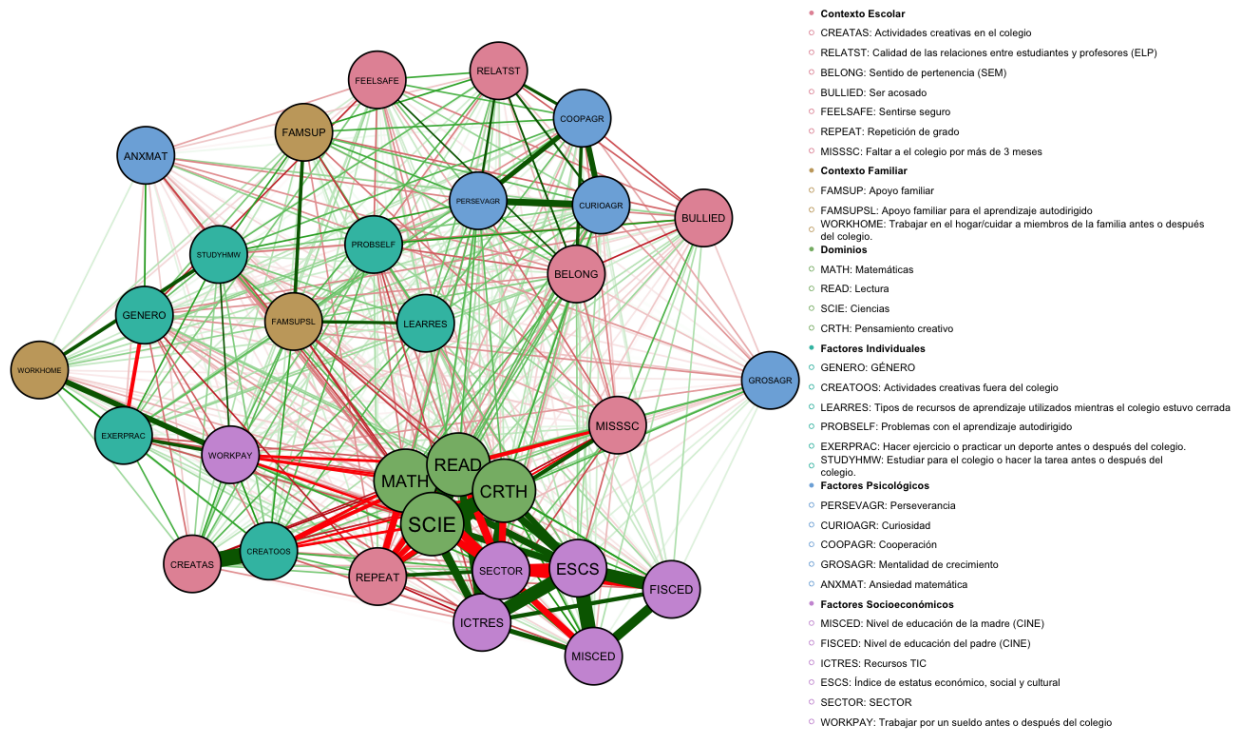 FEELSAFE
RELATST
COOPAGR
FAMSUP
ANXMAT
PERSEVAGR
CURIOAGR
BULLIED
PROBSELF
STUDYHMW
BELONG
GENERO
FAMSUPSL
LEARRES
WORKHOME
GROSAGR
EXERPRAC
MISSSC
WORKPAY
READ
MATH
CRTH
SCIE
CREATAS
CREATOOS
REPEAT
SECTOR
ESCS
FISCED
ICTRES
MISCED
Contexto Escolar
CREATAS: Actividades creativas en el colegio
RELATST: Calidad de las relaciones entre estudiantes y profesores (ELP)
BELONG: Sentido de pertenencia (SEM)
BULLIED: Ser acosado
FEELSAFE: Sentirse seguro
REPEAT: Repetición de grado
MISSSC: Faltar a el colegio por más de 3 meses
Contexto Familiar
FAMSUP: Apoyo familiar
FAMSUPSL: Apoyo familiar para el aprendizaje autodirigido
WORKHOME: Trabajar en el hogar/cuidar a miembros de la familia antes o después
del colegio.
Dominios
MATH: Matemáticas
READ: Lectura
SCIE: Ciencias
CRTH: Pensamiento creativo
Factores Individuales
GENERO: GÉNERO
CREATOOS: Actividades creativas fuera del colegio
LEARRES: Tipos de recursos de aprendizaje utilizados mientras el colegio estuvo cerrada
PROBSELF: Problemas con el aprendizaje autodirigido
EXERPRAC: Hacer ejercicio o practicar un deporte antes o después del colegio.
STUDYHMW: Estudiar para el colegio o hacer la tarea antes o después del
colegio.
Factores Psicológicos
PERSEVAGR: Perseverancia
CURIOAGR: Curiosidad
COOPAGR: Cooperación
GROSAGR: Mentalidad de crecimiento
ANXMAT: Ansiedad matemática
Factores Socioeconómicos
MISCED: Nivel de educación de la madre (CINE)
FISCED: Nivel de educación del padre (CINE)
ICTRES: Recursos TIC
ESCS: Índice de estatus económico, social y cultural
SECTOR: SECTOR
WORKPAY: Trabajar por un sueldo antes o después del colegio